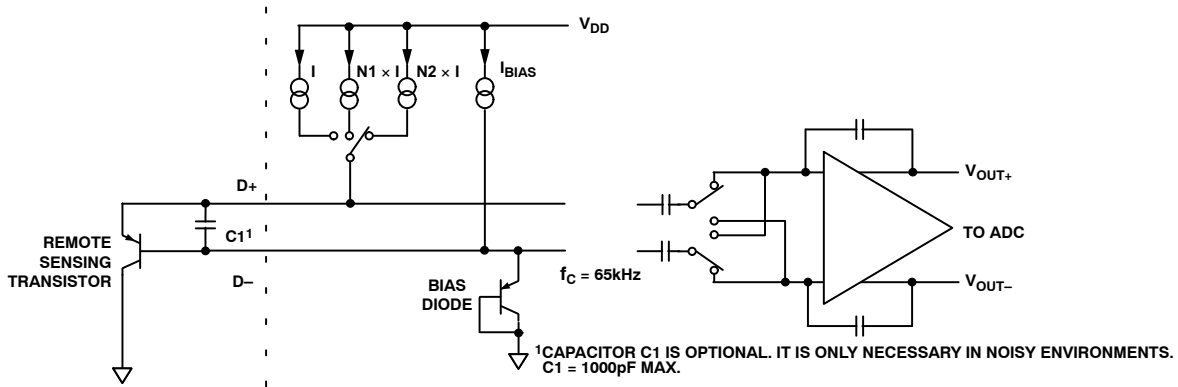 V_DD
I
N1 × I
N2 × I
I_BIAS
D+
C1¹
REMOTE
SENSING
TRANSISTOR
D–
BIAS
DIODE
f_C = 65kHz
V_OUT+
TO ADC
V_OUT–
¹CAPACITOR C1 IS OPTIONAL. IT IS ONLY NECESSARY IN NOISY ENVIRONMENTS.
C1 = 1000pF MAX.